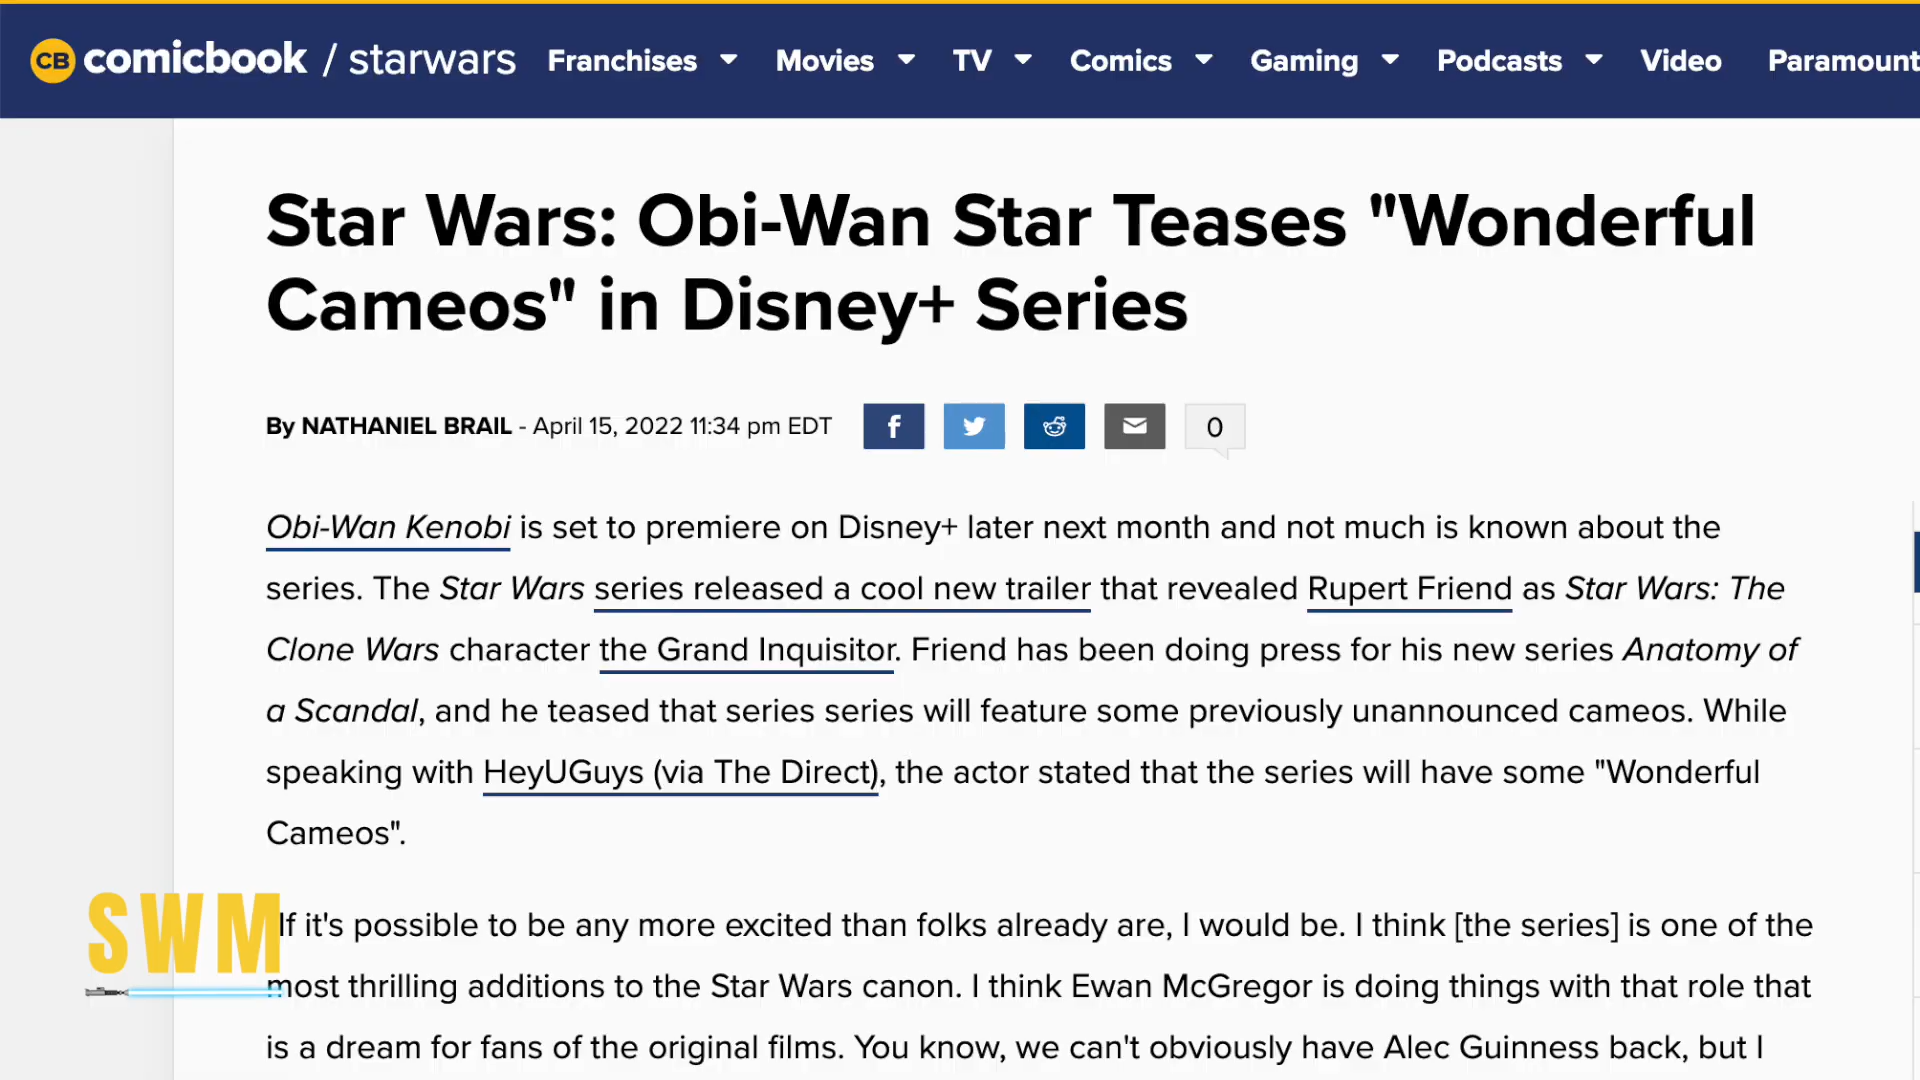 CB comicbook / starwars Franchises Movies TV Comics Gaming Podcasts Video Paramount
Star Wars: Obi-Wan Star Teases "Wonderful
Cameos" in Disney+ Series
By NATHANIEL BRAIL - April 15, 2022 11:34 pm EDT f 0
Obi-Wan Kenobi is set to premiere on Disney+ later next month and not much is known about the
series. The Star Wars series released a cool new trailer that revealed Rupert Friend as Star Wars: The
Clone Wars character the Grand Inquisitor. Friend has been doing press for his new series Anatomy of
a Scandal, and he teased that series series will feature some previously unannounced cameos. While
speaking with HeyUGuys (via The Direct), the actor stated that the series will have some "Wonderful
Cameos".
SWM
If it's possible to be any more excited than folks already are, I would be. I think [the series] is one of the
most thrilling additions to the Star Wars canon. I think Ewan McGregor is doing things with that role that
is a dream for fans of the original films. You know, we can't obviously have Alec Guinness back, but I